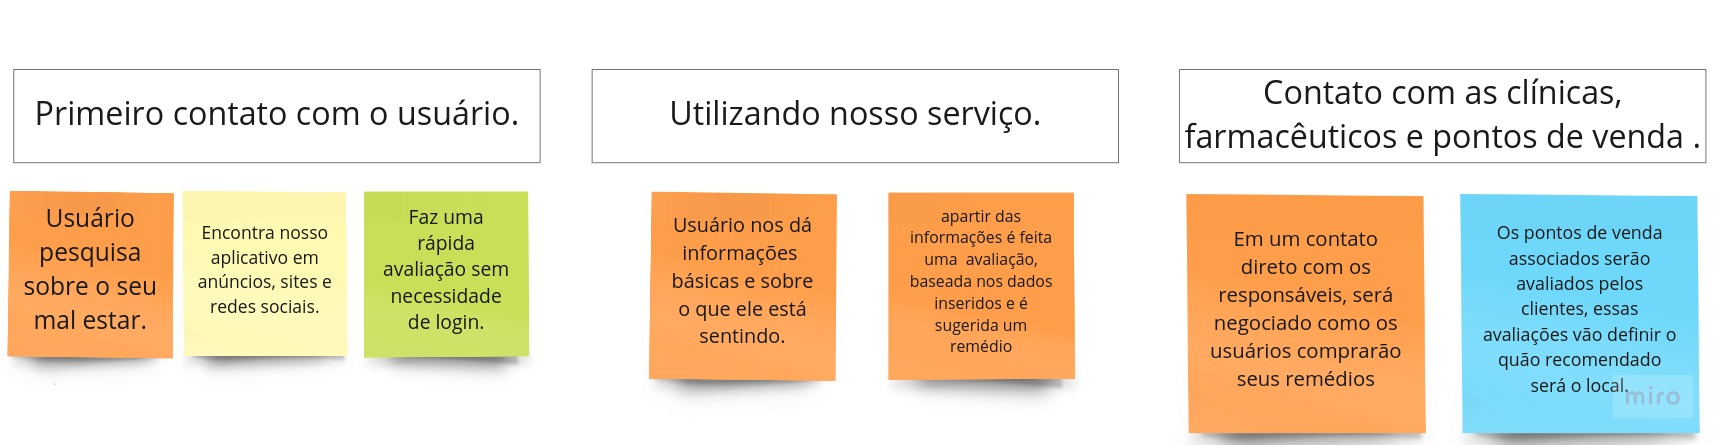 Primeiro contato com o usuário.
Usuário
pesquisa
sobre o seu
mal estar.
Encontra nosso
aplicativo em
anúncios, sites e
redes sociais.
Faz uma
rápida
avaliação sem
necessidade
de login.
Utilizando nosso serviço.
Usuário nos dá
informações
básicas e sobre
o que ele está
sentindo.
apartir das
informações é feita
uma  avaliação,
baseada nos dados
inseridos e é
sugerida um
remédio
Contato com as clínicas,
farmacêuticos e pontos de venda .
Em um contato
direto com os
responsáveis, será
negociado como os
usuários comprarão
seus remédios
Os pontos de venda
associados serão
avaliados pelos
clientes, essas
avaliações vão definir o
quão recomendado
será o local.
miro